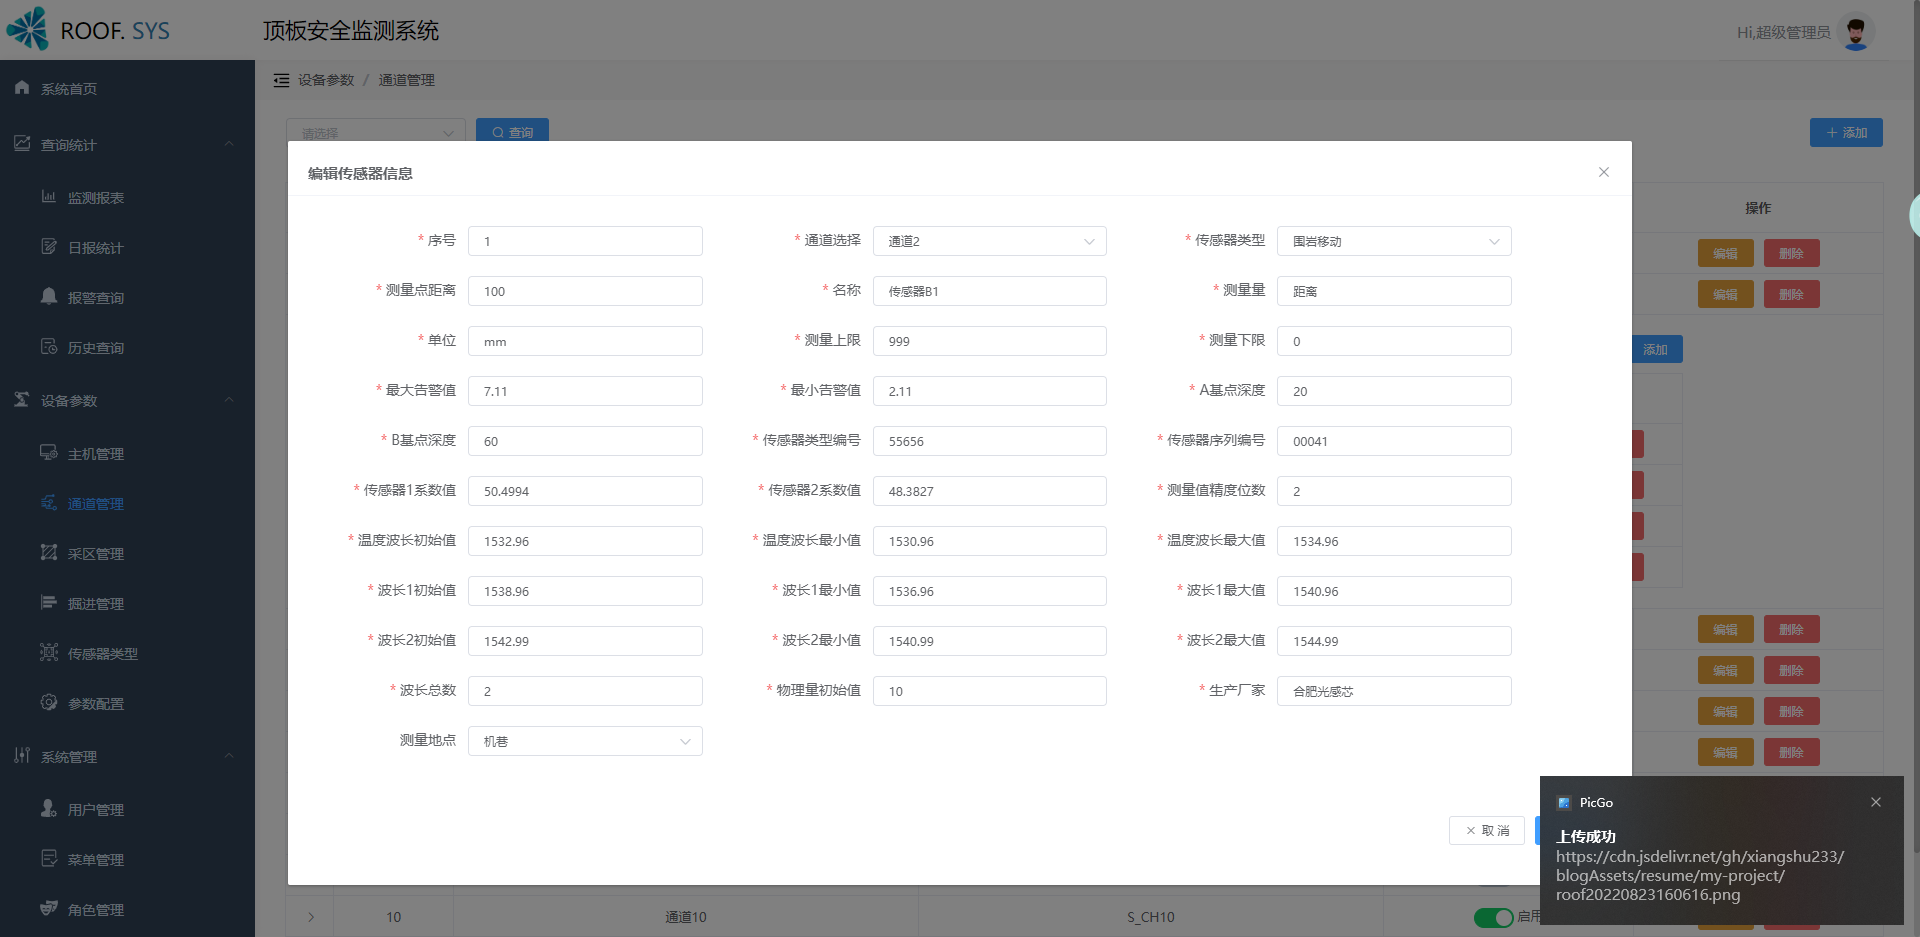 ROOF. SYS
顶板安全监测系统
Hi,超级管理员
系统首页
查询统计
监测报表
日报统计
报警查询
历史查询
设备参数
主机管理
通道管理
采区管理
掘进管理
传感器类型
参数配置
系统管理
用户管理
菜单管理
角色管理
设备参数 / 通道管理
请选择
查询
添加
操作
编辑 删除
编辑 删除
添加
编辑 删除
编辑 删除
编辑 删除
编辑 删除
编辑传感器信息
* 序号 1 * 通道选择 通道2 * 传感器类型 围岩移动
* 测量点距离 100 * 名称 传感器B1 * 测量量 距离
* 单位 mm * 测量上限 999 * 测量下限 0
* 最大告警值 7.11 * 最小告警值 2.11 * A基点深度 20
* B基点深度 60 * 传感器类型编号 55656 * 传感器序列编号 00041
* 传感器1系数值 50.4994 * 传感器2系数值 48.3827 * 测量值精度位数 2
* 温度波长初始值 1532.96 * 温度波长最小值 1530.96 * 温度波长最大值 1534.96
* 波长1初始值 1538.96 * 波长1最小值 1536.96 * 波长1最大值 1540.96
* 波长2初始值 1542.99 * 波长2最小值 1540.99 * 波长2最大值 1544.99
* 波长总数 2 * 物理量初始值 10 * 生产厂家 合肥光感芯
测量地点 机巷
取 消
10 通道10 S_CH10 启用
PicGo
上传成功
https://cdn.jsdelivr.net/gh/xiangshu233/
blogAssets/resume/my-project/
roof20220823160616.png